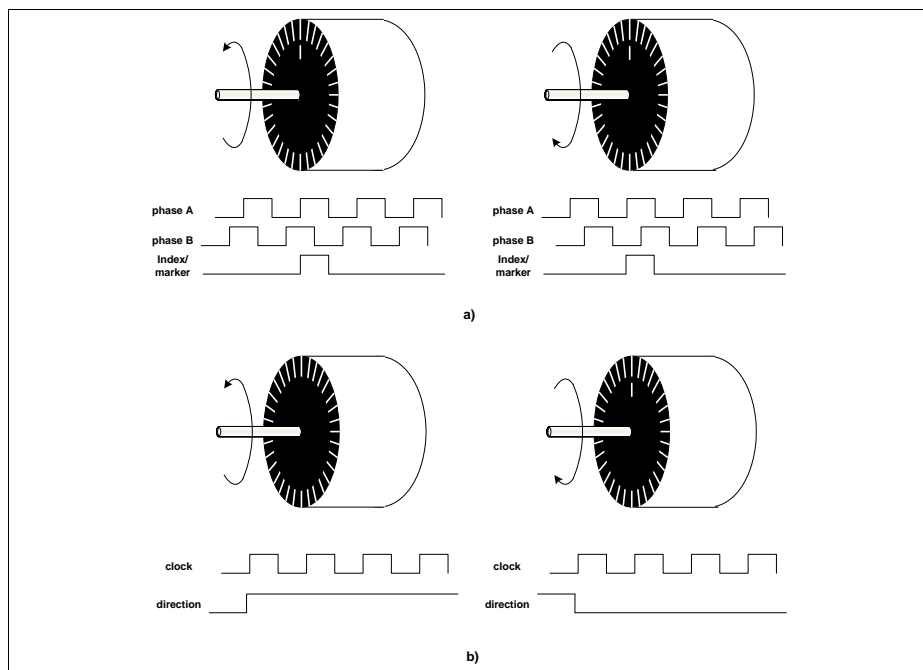 phase A
phase B
Index/
marker
phase A
phase B
Index/
marker
a)
clock
direction
clock
direction
b)